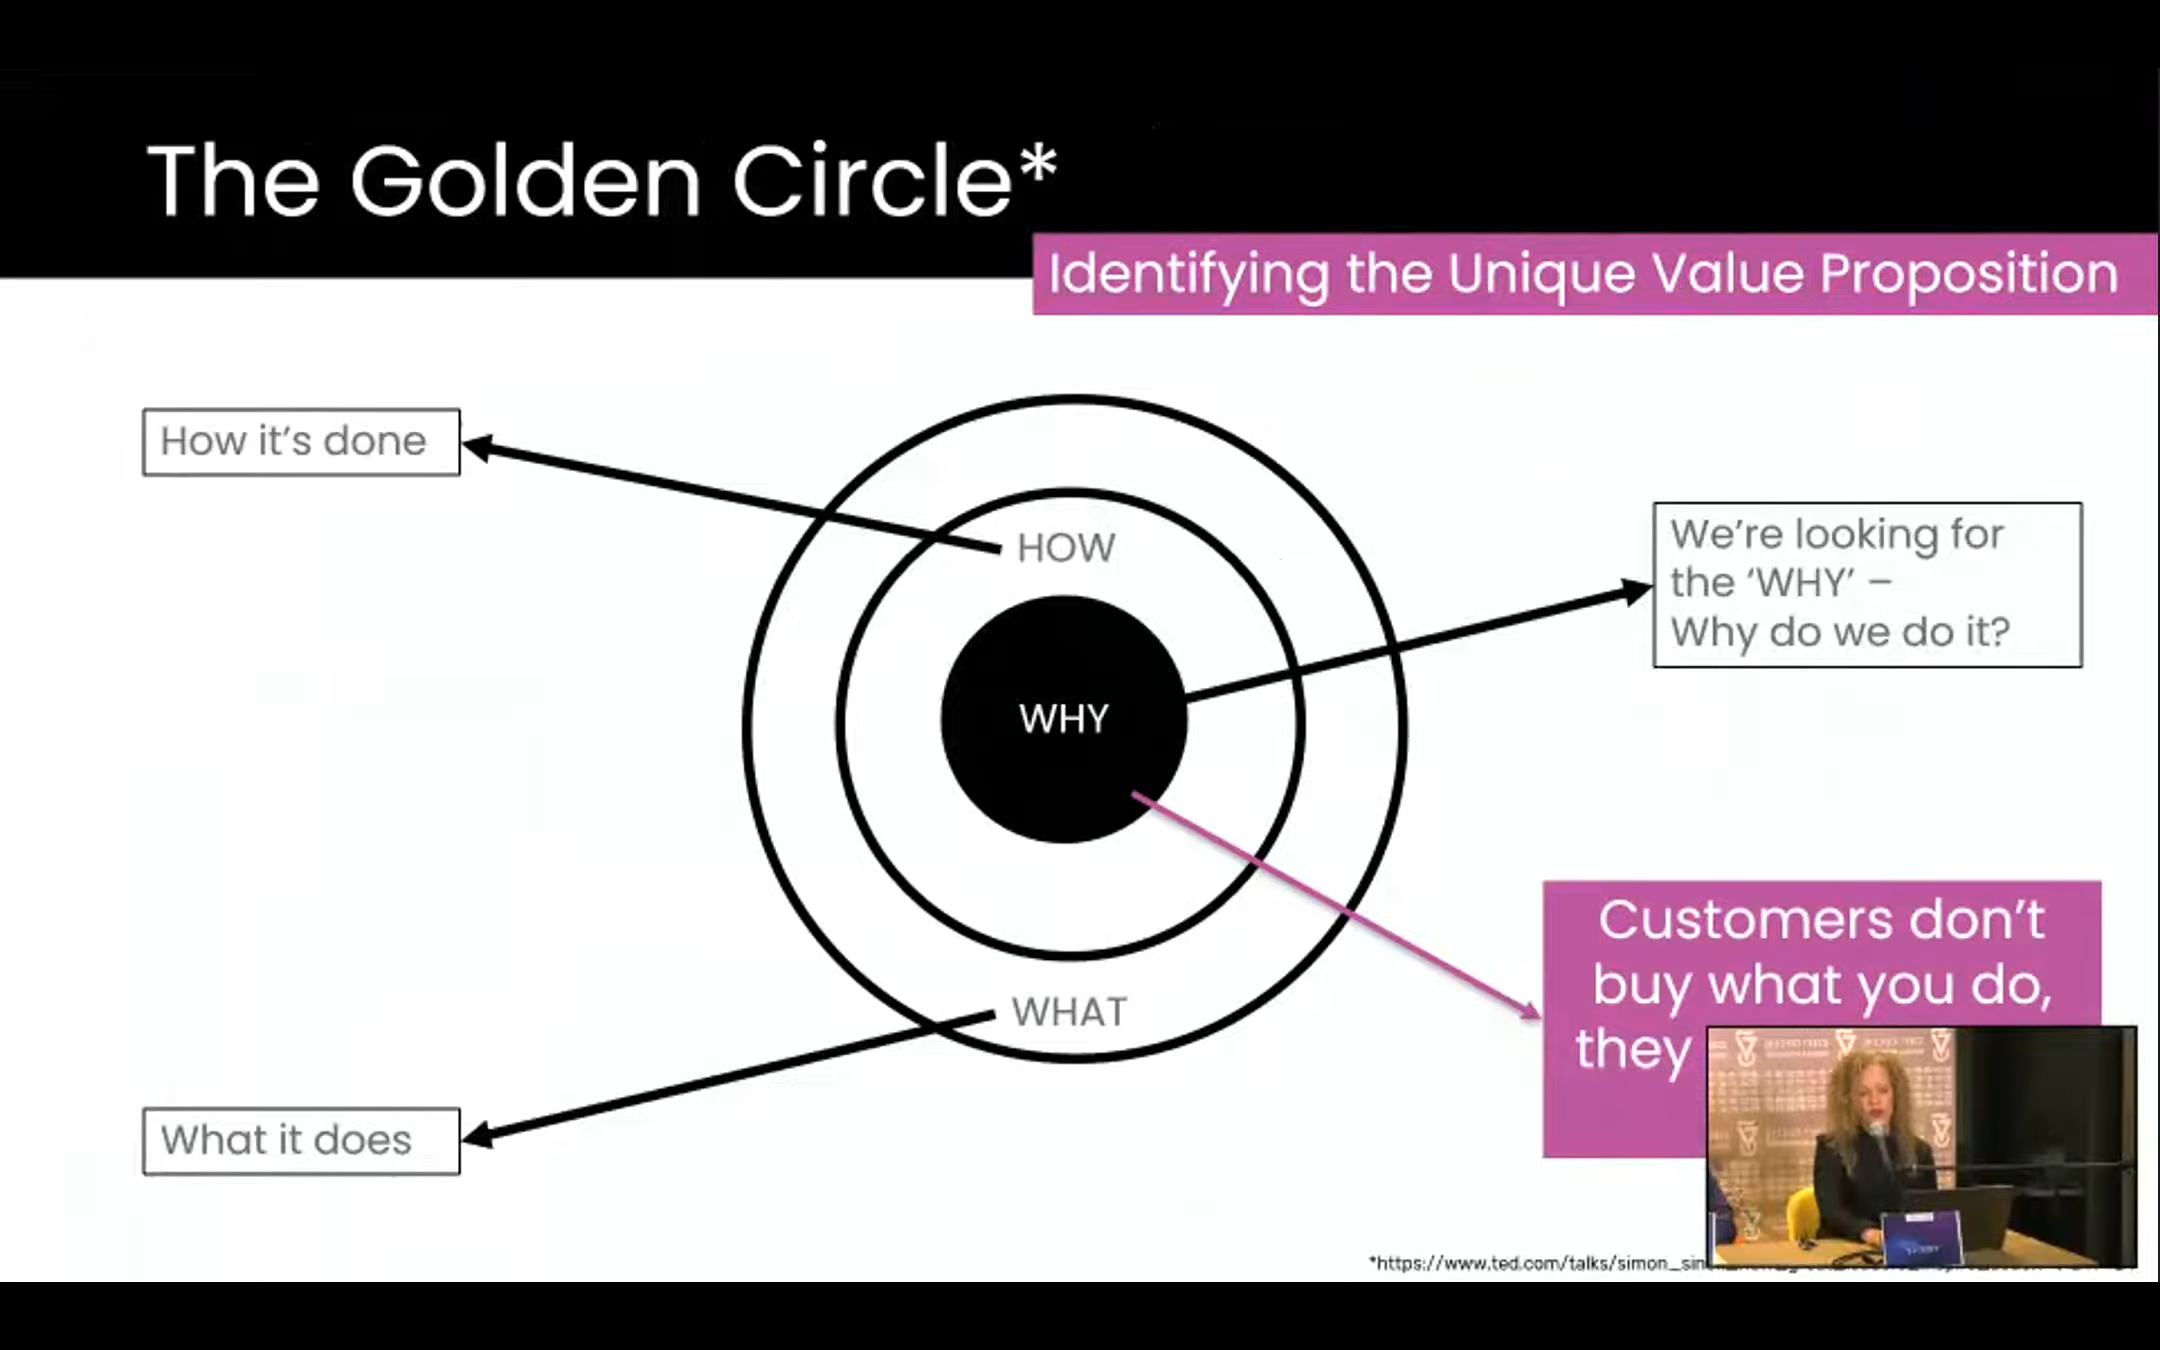 The Golden Circle*
Identifying the Unique Value Proposition
How it's done
HOW
We're looking for
the 'WHY' –
Why do we do it?
WHY
Customers don't
buy what you do,
they
WHAT
What it does
*https://www.ted.com/talks/simon_sin